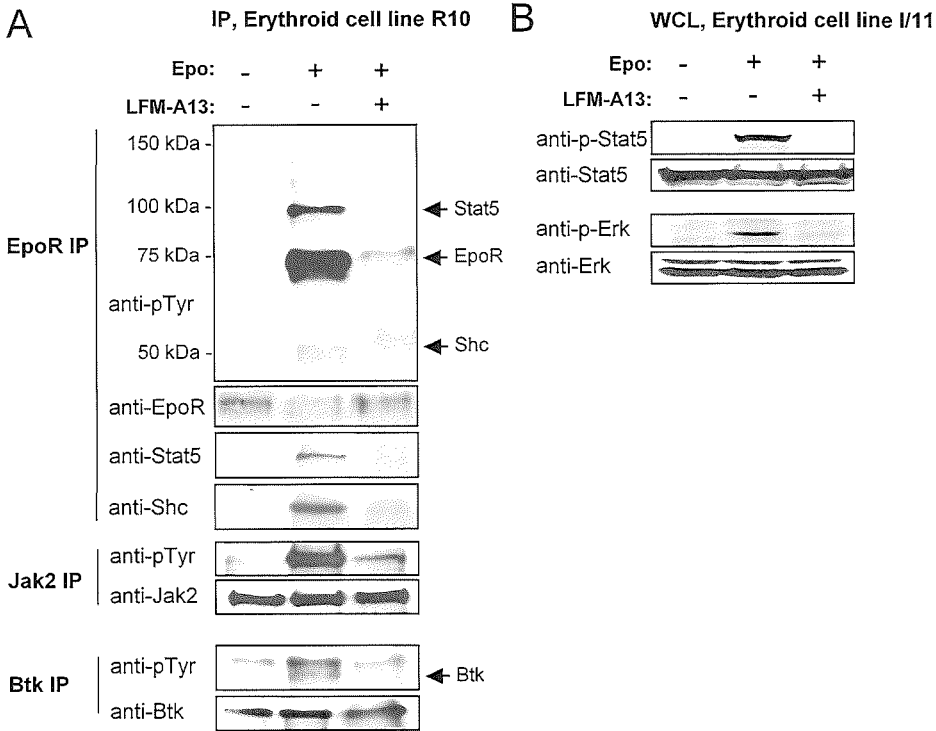 A
IP, Erythroid cell line R10
Epo: - + +
LFM-A13: - - +
EpoR IP
150 kDa -
100 kDa -
75 kDa -
anti-pTyr
50 kDa -
Stat5
EpoR
Shc
anti-EpoR
anti-Stat5
anti-Shc
Jak2 IP
anti-pTyr
anti-Jak2
Btk IP
anti-pTyr
Btk
anti-Btk
B
WCL, Erythroid cell line I/11
Epo: - + +
LFM-A13: - - +
anti-p-Stat5
anti-Stat5
anti-p-Erk
anti-Erk